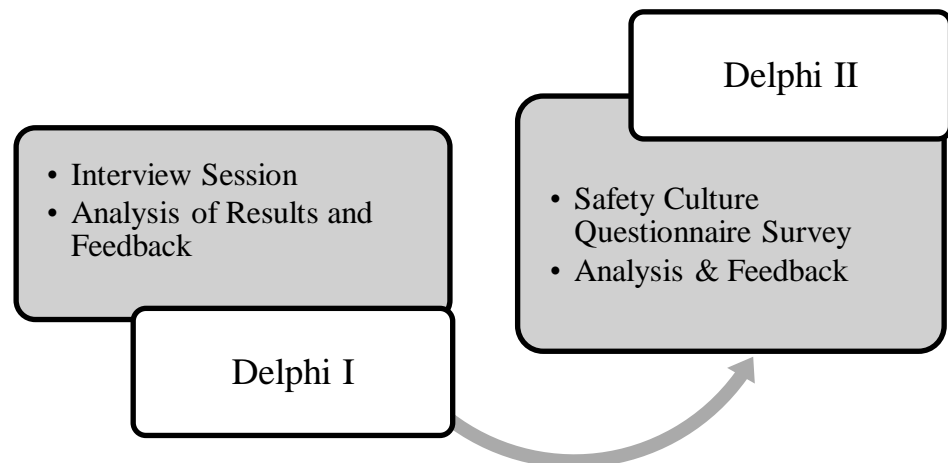 • Interview Session
• Analysis of Results and
Feedback
Delphi I
Delphi II
• Safety Culture
Questionnaire Survey
• Analysis & Feedback